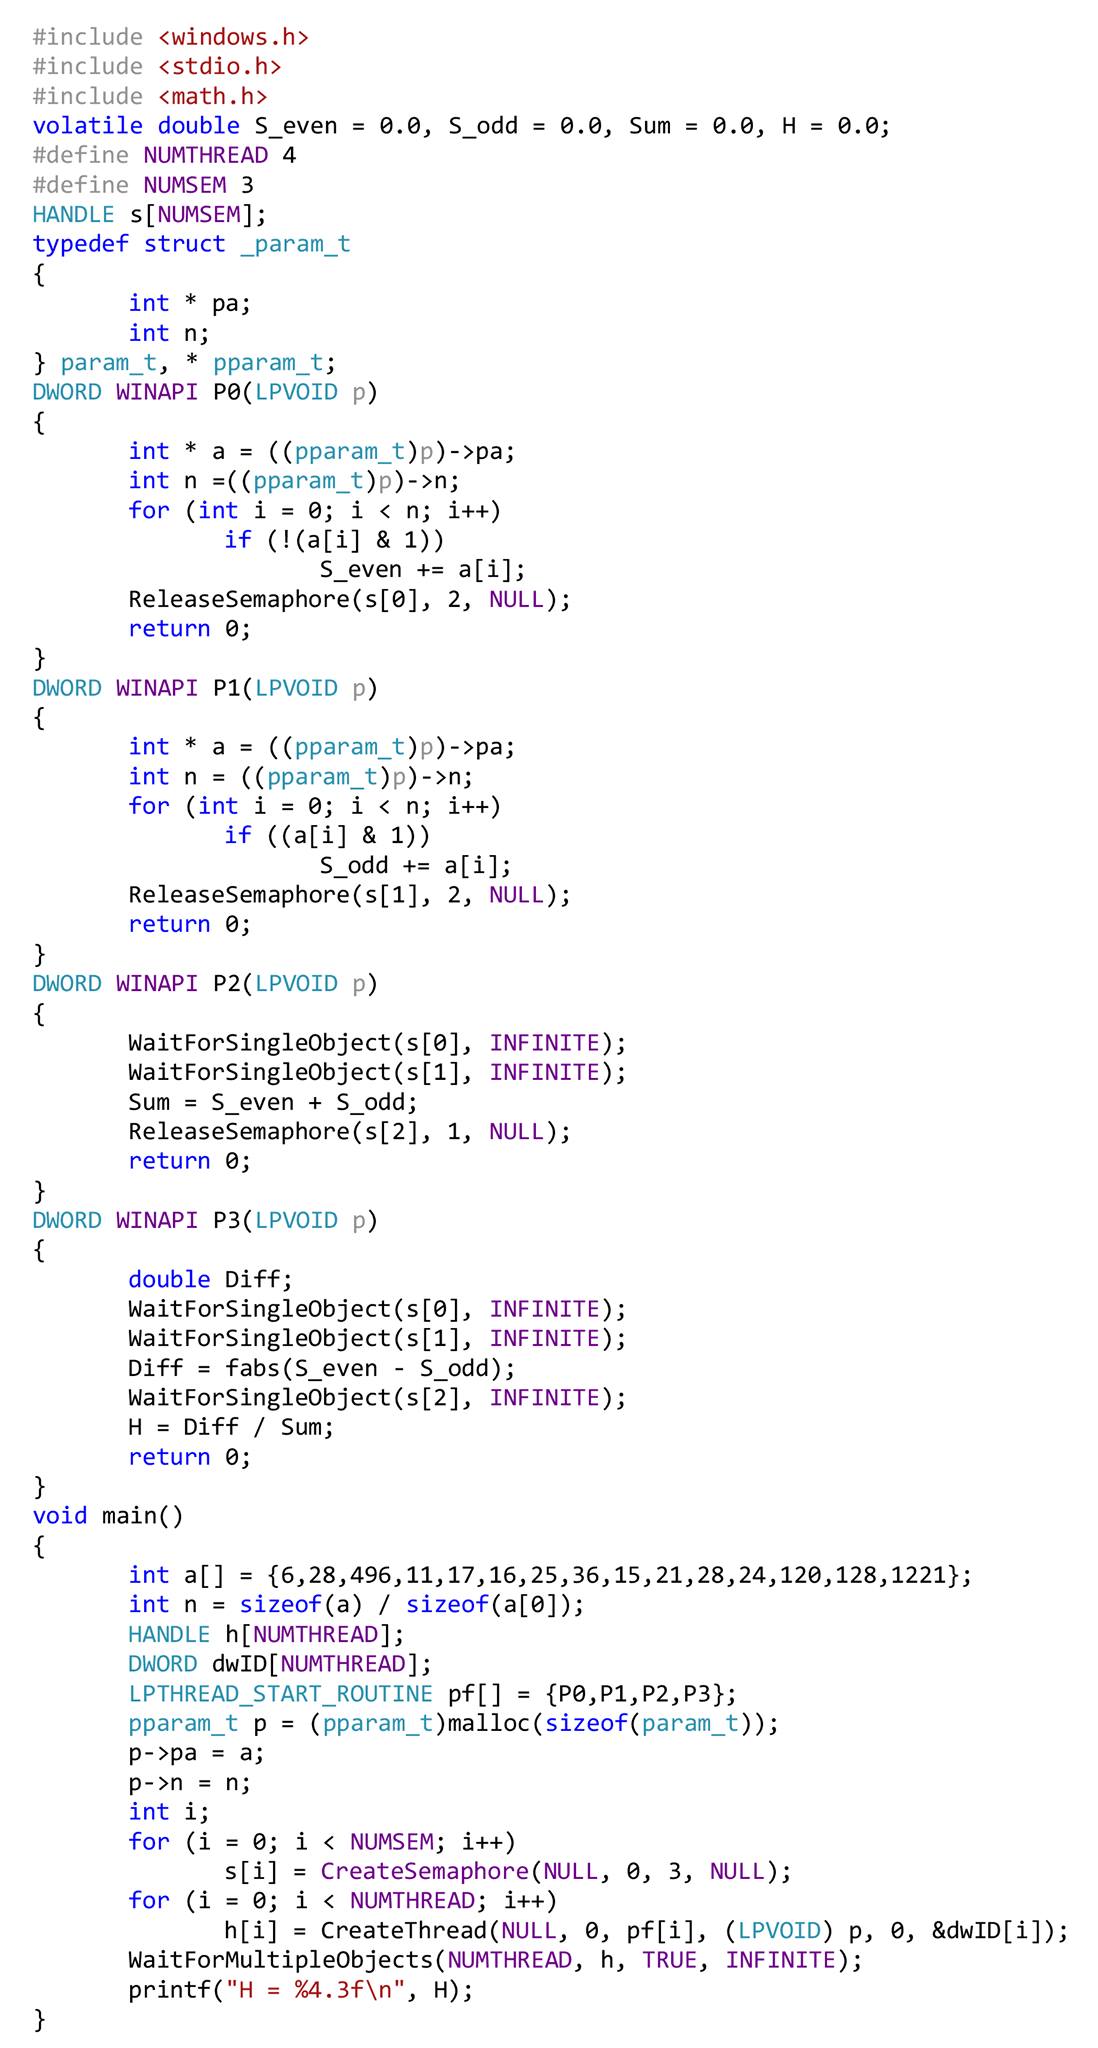 #include <windows.h>
#include <stdio.h>
#include <math.h>
volatile double S_even = 0.0, S_odd = 0.0, Sum = 0.0, H = 0.0;
#define NUMTHREAD 4
#define NUMSEM 3
HANDLE s[NUMSEM];
typedef struct _param_t
{
int * pa;
int n;
} param_t, * pparam_t;
DWORD WINAPI P0(LPVOID p)
{
int * a = ((pparam_t)p)->pa;
int n =((pparam_t)p)->n;
for (int i = 0; i < n; i++)
if (!(a[i] & 1))
S_even += a[i];
ReleaseSemaphore(s[0], 2, NULL);
return 0;
}
DWORD WINAPI P1(LPVOID p)
{
int * a = ((pparam_t)p)->pa;
int n = ((pparam_t)p)->n;
for (int i = 0; i < n; i++)
if ((a[i] & 1))
S_odd += a[i];
ReleaseSemaphore(s[1], 2, NULL);
return 0;
}
DWORD WINAPI P2(LPVOID p)
{
WaitForSingleObject(s[0], INFINITE);
WaitForSingleObject(s[1], INFINITE);
Sum = S_even + S_odd;
ReleaseSemaphore(s[2], 1, NULL);
return 0;
}
DWORD WINAPI P3(LPVOID p)
{
double Diff;
WaitForSingleObject(s[0], INFINITE);
WaitForSingleObject(s[1], INFINITE);
Diff = fabs(S_even - S_odd);
WaitForSingleObject(s[2], INFINITE);
H = Diff / Sum;
return 0;
}
void main()
{
int a[] = {6,28,496,11,17,16,25,36,15,21,28,24,120,128,1221};
int n = sizeof(a) / sizeof(a[0]);
HANDLE h[NUMTHREAD];
DWORD dwID[NUMTHREAD];
LPTHREAD_START_ROUTINE pf[] = {P0,P1,P2,P3};
pparam_t p = (pparam_t)malloc(sizeof(param_t));
p->pa = a;
p->n = n;
int i;
for (i = 0; i < NUMSEM; i++)
s[i] = CreateSemaphore(NULL, 0, 3, NULL);
for (i = 0; i < NUMTHREAD; i++)
h[i] = CreateThread(NULL, 0, pf[i], (LPVOID) p, 0, &dwID[i]);
WaitForMultipleObjects(NUMTHREAD, h, TRUE, INFINITE);
printf("H = %4.3f\n", H);
}